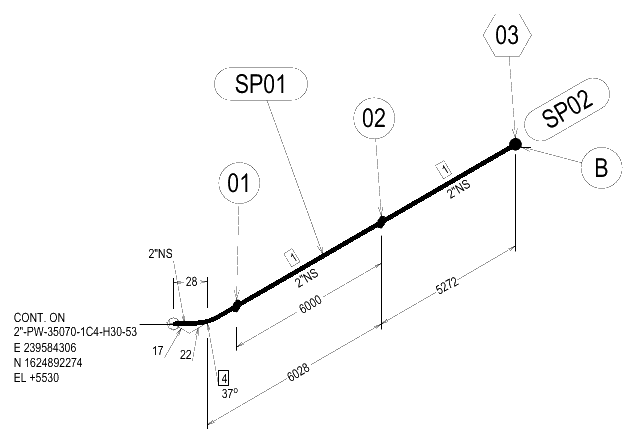 03
SP01
SP02
02
B
1
2"NS
01
2"NS
1
2"NS
28
6000
5272
CONT. ON
2"-PW-35070-1C4-H30-53
E 239584306
N 1624892274
EL +5530
17
22
4
37°
6028